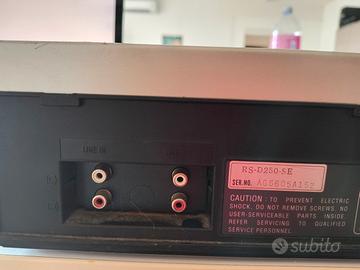 LINE IN
RS-D250-SE
SER.NO. AG5605A152
CAUTION: TO PREVENT ELECTRIC
SHOCK, DO NOT REMOVE SCREWS. NO
USER-SERVICEABLE PARTS INSIDE.
REFER SERVICING TO QUALIFIED
SERVICE PERSONNEL.
subito